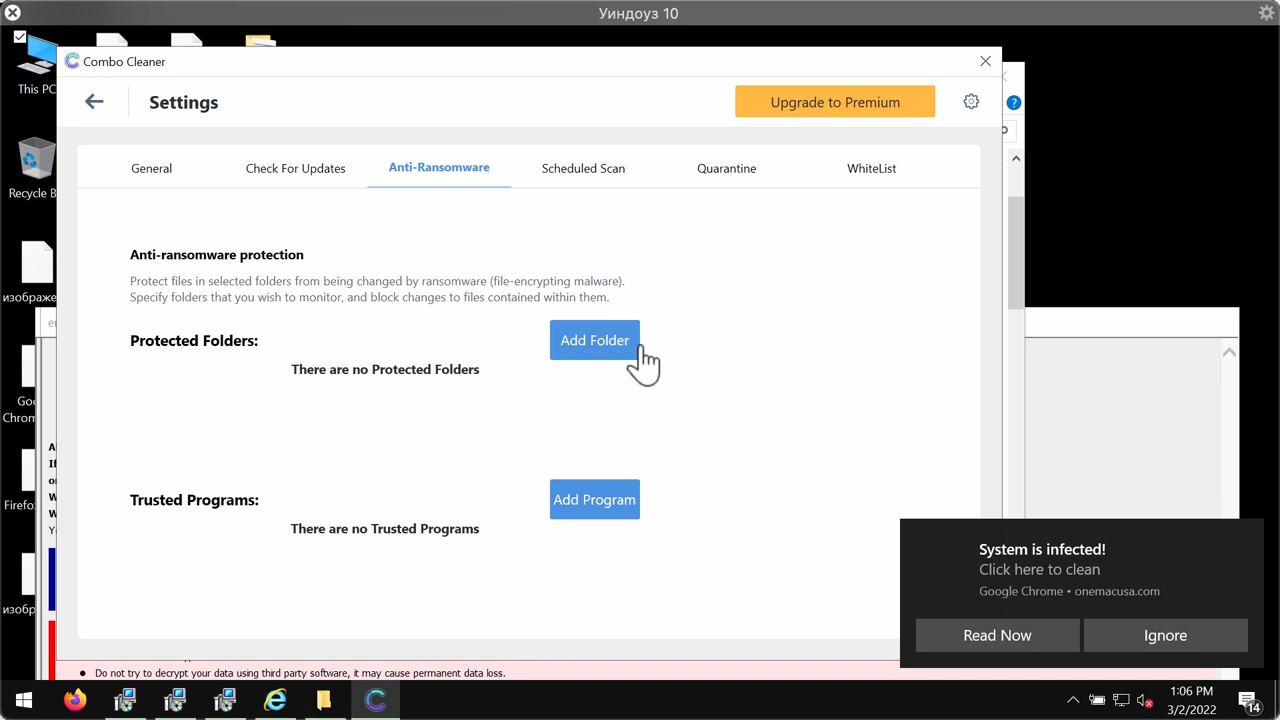 Уиндоуз 10
This PC
Combo Cleaner
Settings
Upgrade to Premium
Recycle B
General
Check For Updates
Anti-Ransomware
Scheduled Scan
Quarantine
WhiteList
Anti-ransomware protection
Protect files in selected folders from being changed by ransomware (file-encrypting malware).
Specify folders that you wish to monitor, and block changes to files contained within them.
изображе
Protected Folders:
Add Folder
There are no Protected Folders
Goo
Chrom
Trusted Programs:
Add Program
There are no Trusted Programs
Firefo
изобр
System is infected!
Click here to clean
Google Chrome • onemacusa.com
Read Now
Ignore
Do not try to decrypt your data using third party software, it may cause permanent data loss.
1:06 PM
3/2/2022
14